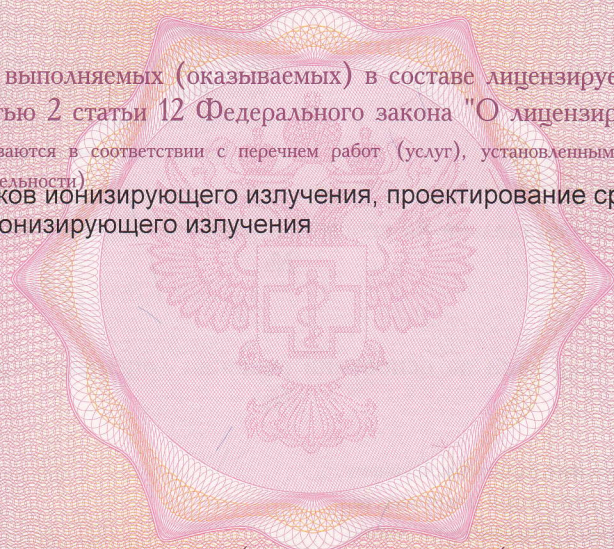 выполняемых (оказываемых) в составе лицензируе
тью 2 статьи 12 Федерального закона "О лицензир
ваются в соответствии с перечнем работ (услуг), установленным
ельности)
ков ионизирующего излучения, проектирование ср
онизирующего излучения